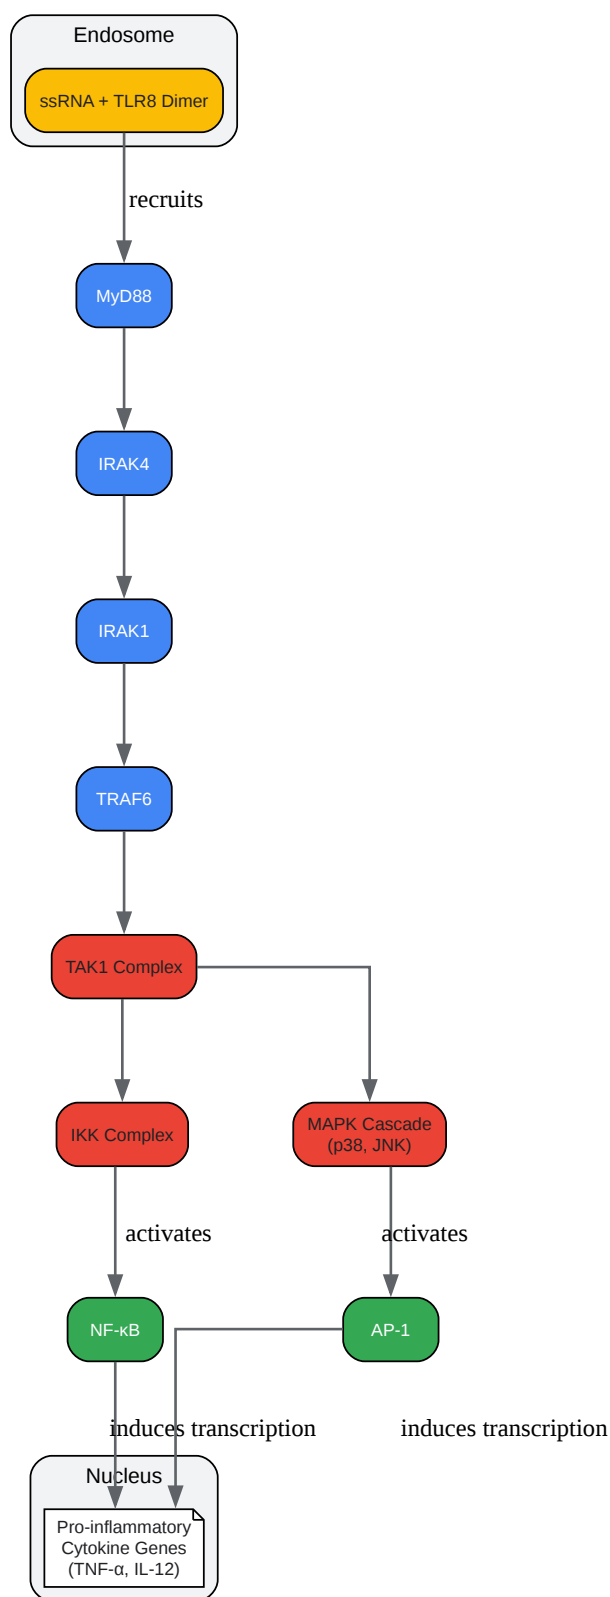 Endosome
ssRNA + TLR8 Dimer
recruits
MyD88
IRAK4
IRAK1
TRAF6
TAK1 Complex
IKK Complex
MAPK Cascade
(p38, JNK)
activates
activates
NF-κB
AP-1
induces transcription
induces transcription
Nucleus
Pro-inflammatory
Cytokine Genes
(TNF-α, IL-12)